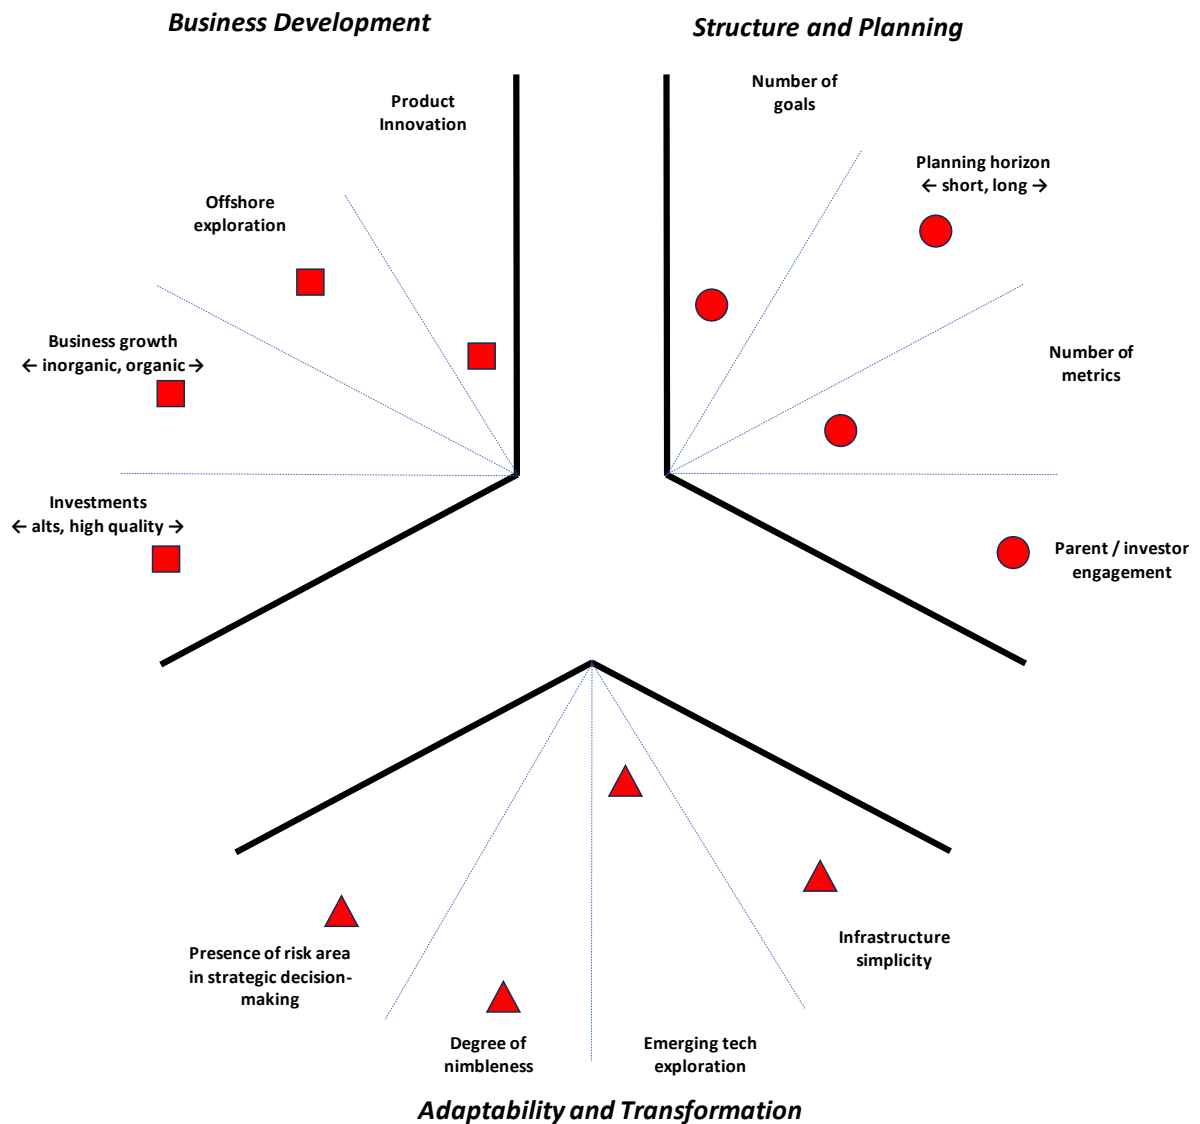 Business Development
Structure and Planning
Product
Innovation
Number of
goals
Planning horizon
← short, long →
Offshore
exploration
Business growth
← inorganic, organic →
Number of
metrics
Investments
← alts, high quality →
Parent / investor
engagement
Infrastructure
simplicity
Presence of risk area
in strategic decision-
making
Degree of
nimbleness
Emerging tech
exploration
Adaptability and Transformation